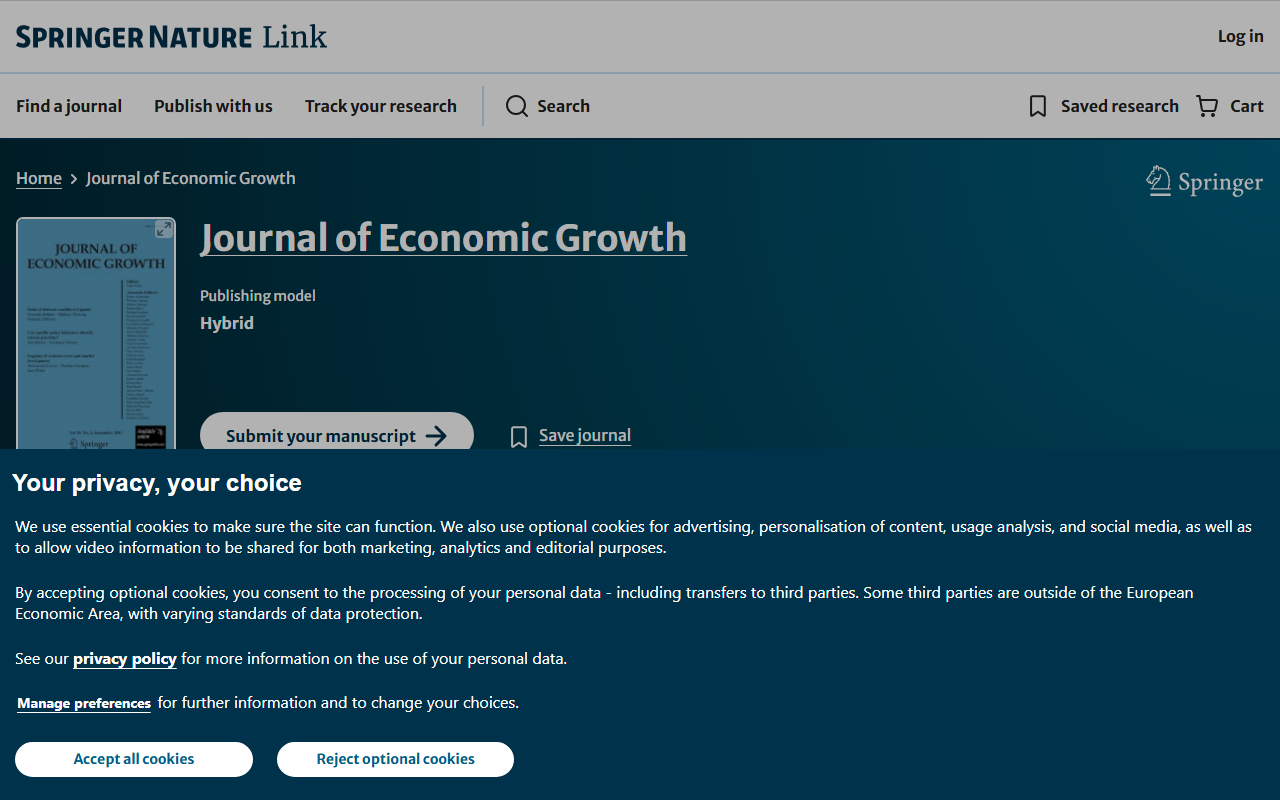 SPRINGER NATURE Link
Log in
Find a journal
Publish with us
Track your research
Search
Saved research
Cart
Home
Journal of Economic Growth
Springer
JOURNAL OF
ECONOMIC GROWTH
Springer
Journal of Economic Growth
Publishing model
Hybrid
Submit your manuscript
Save journal
Your privacy, your choice
We use essential cookies to make sure the site can function. We also use optional cookies for advertising, personalisation of content, usage analysis, and social media, as well as
to allow video information to be shared for both marketing, analytics and editorial purposes.
By accepting optional cookies, you consent to the processing of your personal data - including transfers to third parties. Some third parties are outside of the European
Economic Area, with varying standards of data protection.
See our privacy policy for more information on the use of your personal data.
Manage preferences for further information and to change your choices.
Accept all cookies
Reject optional cookies